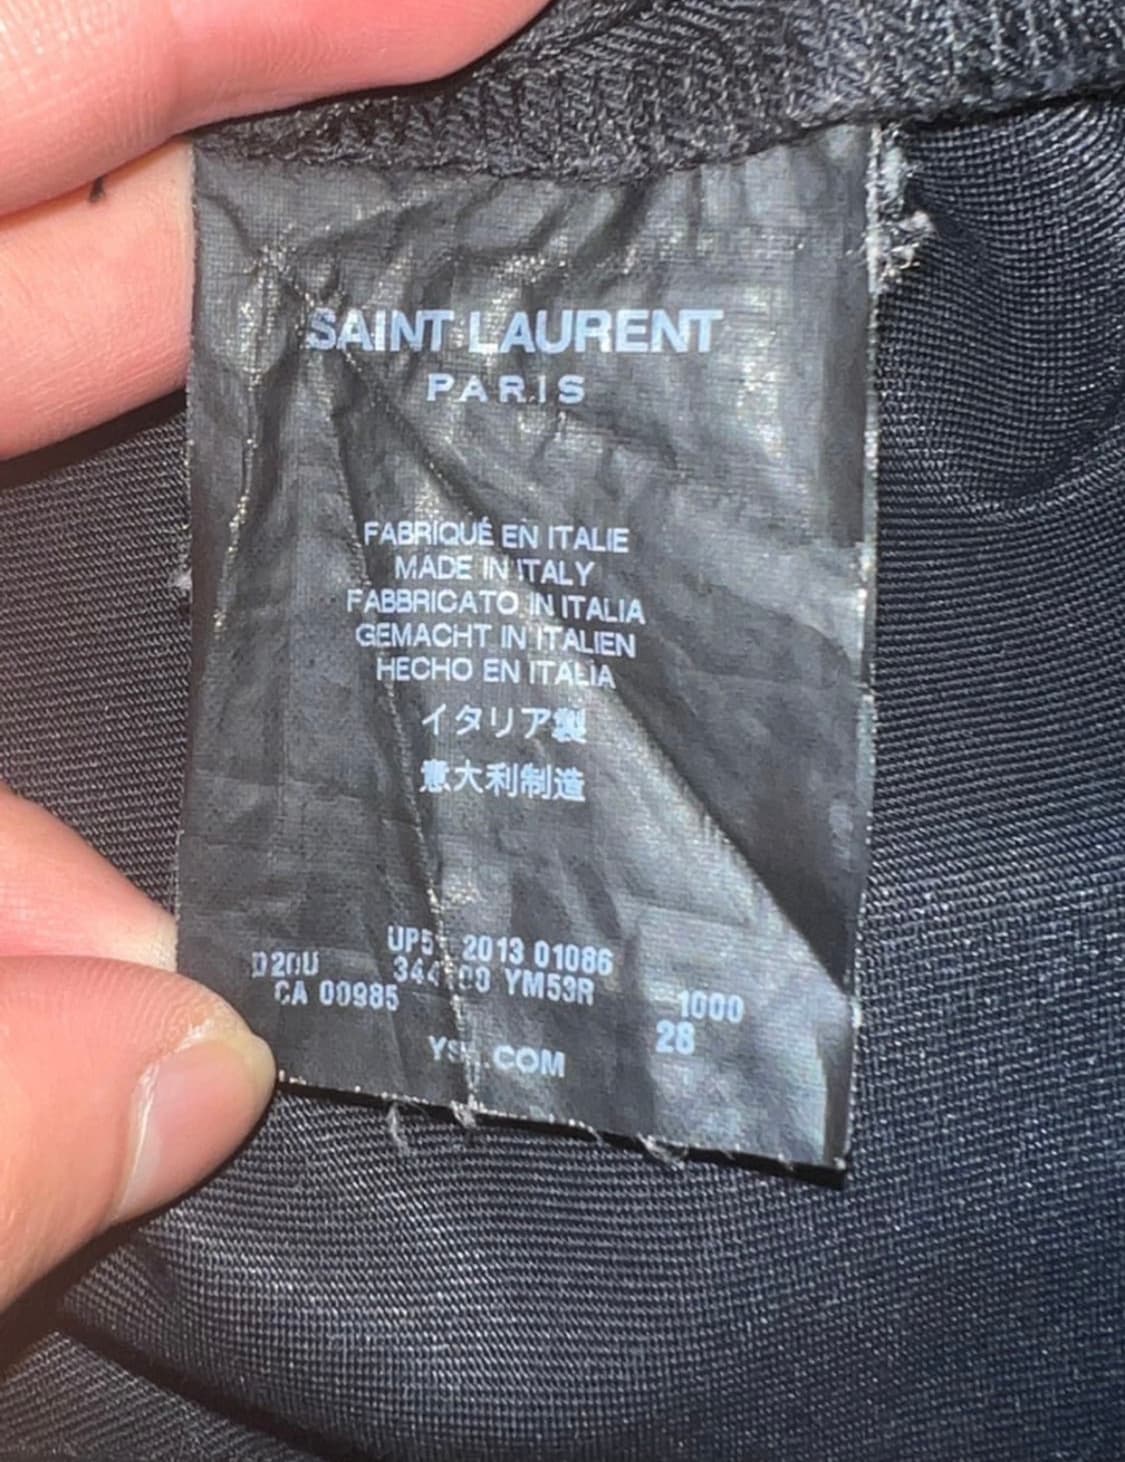 SAINT LAURENT
PARIS
FABRIQUÉ EN ITALIE
MADE IN ITALY
FABBRICATO IN ITALIA
GEMACHT IN ITALIEN
HECHO EN ITALIA
イタリア製
意大利制造
2013 01086
D20U YM53R
CA 00985 1000
28
.COM